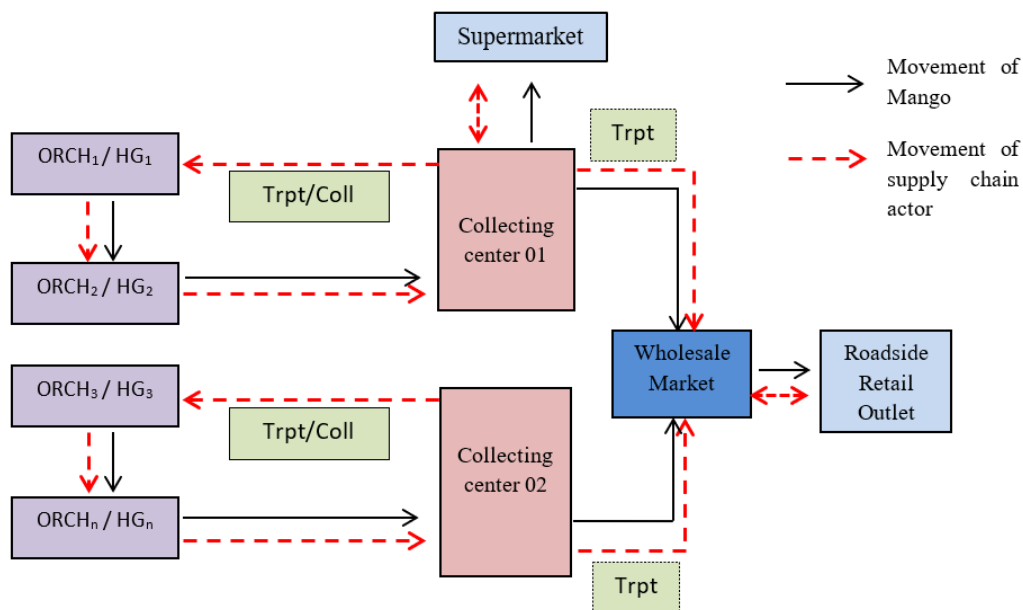 Supermarket
Movement of
Mango
Trpt
ORCH₁ / HG₁
Movement of
supply chain
actor
Trpt/Coll
Collecting
center 01
ORCH₂ / HG₂
Wholesale
Market
Roadside
Retail
Outlet
ORCH₃ / HG₃
Trpt/Coll
Collecting
center 02
ORCHₙ / HGₙ
Trpt